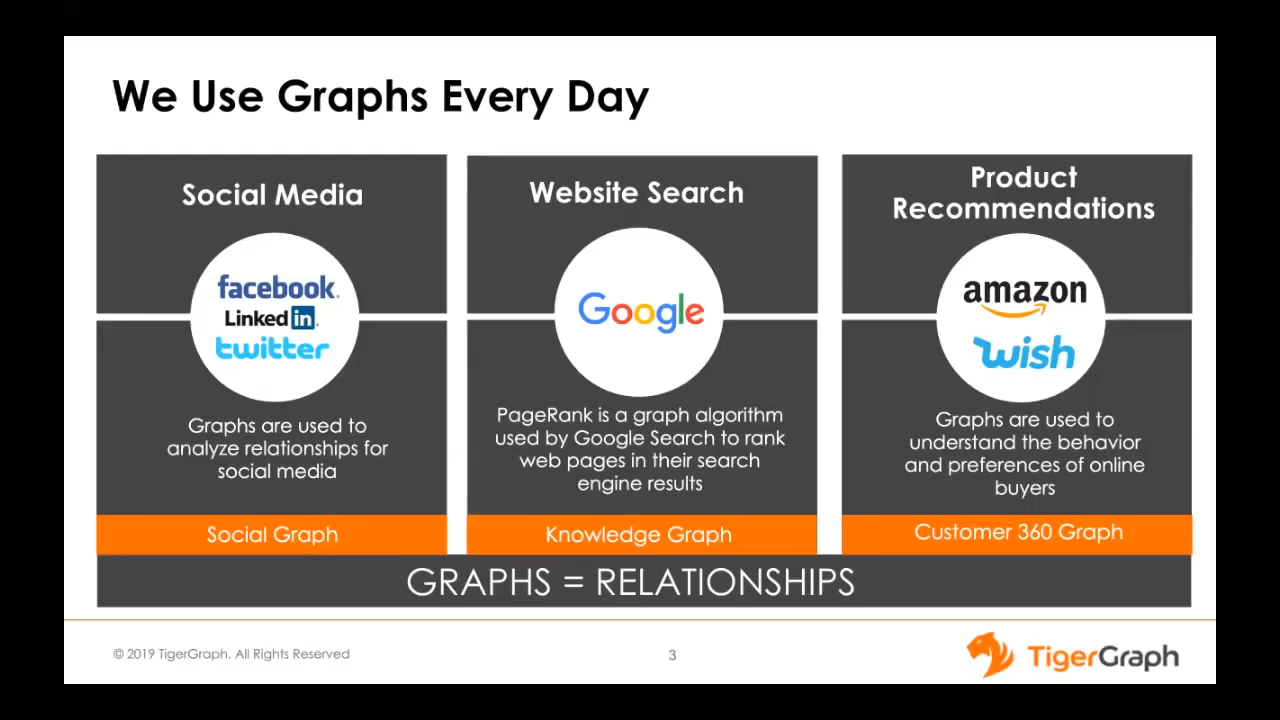 We Use Graphs Every Day
Social Media
facebook.
Linked in.
twitter
Graphs are used to
analyze relationships for
social media
Social Graph
Website Search
Google
PageRank is a graph algorithm
used by Google Search to rank
web pages in their search
engine results
Knowledge Graph
Product
Recommendations
amazon
wish
Graphs are used to
understand the behavior
and preferences of online
buyers
Customer 360 Graph
GRAPHS = RELATIONSHIPS
© 2019 TigerGraph. All Rights Reserved
3
TigerGraph